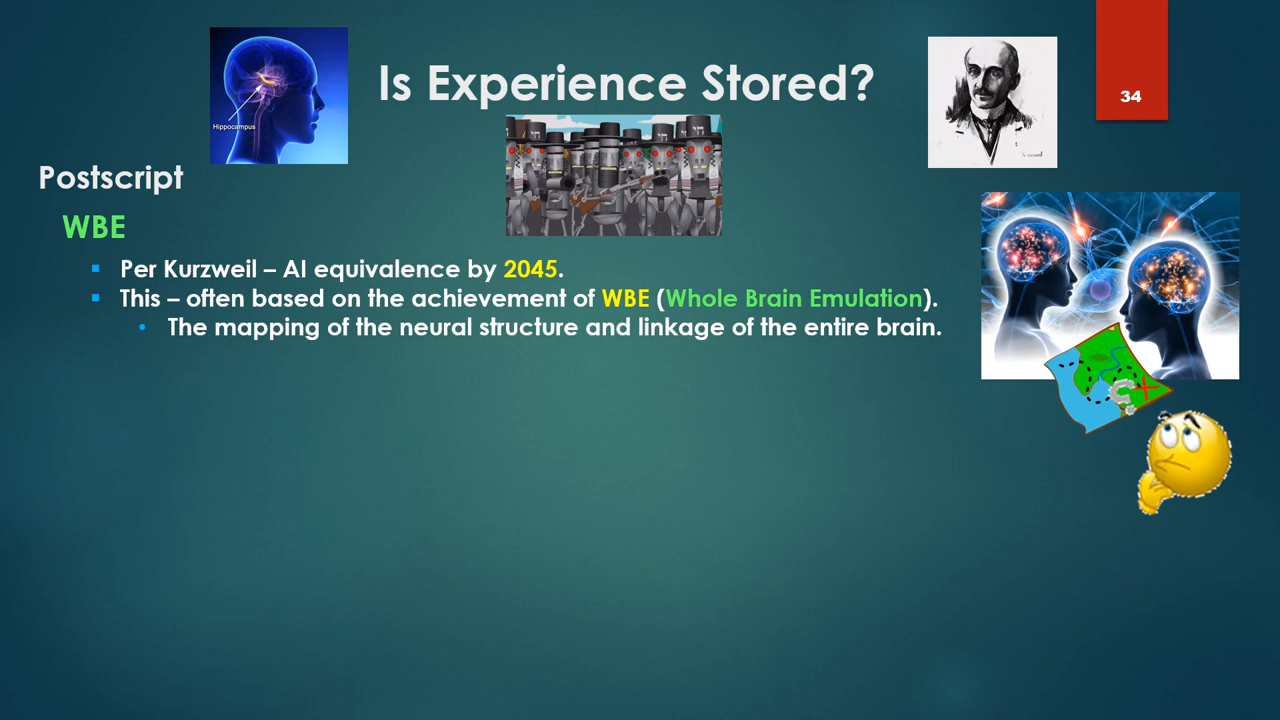 Is Experience Stored?
34
Hippocampus
Postscript
WBE
Per Kurzweil – AI equivalence by 2045.
This – often based on the achievement of WBE (Whole Brain Emulation).
The mapping of the neural structure and linkage of the entire brain.